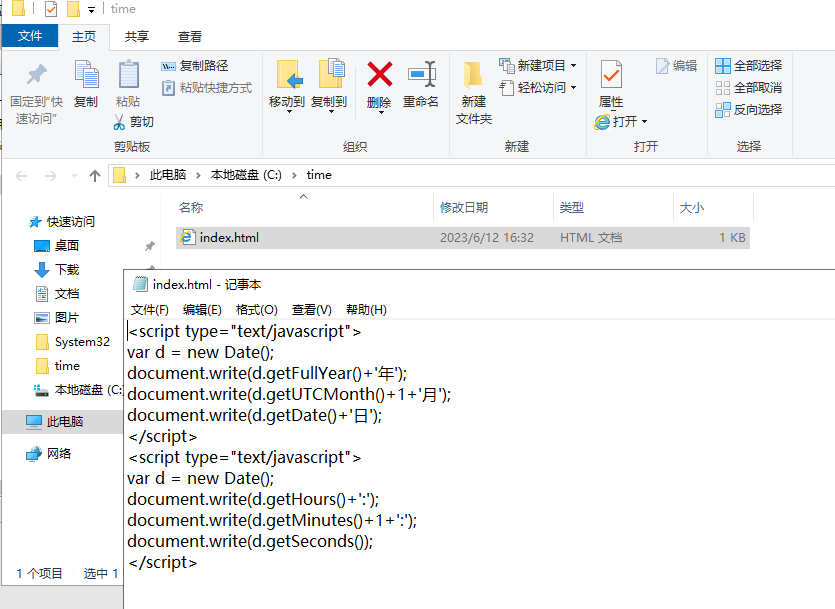 time
文件 主页 共享 查看
固定到"快速访问"
复制
粘贴
复制路径
粘贴快捷方式
剪切
剪贴板
移动到
复制到
删除
重命名
组织
新建文件夹
新建项目
轻松访问
新建
属性
打开
编辑
打开
全部选择
全部取消
反向选择
选择
此电脑 本地磁盘 (C:) time
名称 修改日期 类型 大小
index.html 2023/6/12 16:32 HTML 文档 1 KB
快速访问
桌面
下载
文档
图片
System32
time
本地磁盘 (C:)
此电脑
网络
1 个项目 选中 1
index.html - 记事本
文件(F) 编辑(E) 格式(O) 查看(V) 帮助(H)
<script type="text/javascript">
var d = new Date();
document.write(d.getFullYear()+'年');
document.write(d.getUTCMonth()+1+'月');
document.write(d.getDate()+'日');
</script>
<script type="text/javascript">
var d = new Date();
document.write(d.getHours()+':');
document.write(d.getMinutes()+1+':');
document.write(d.getSeconds());
</script>